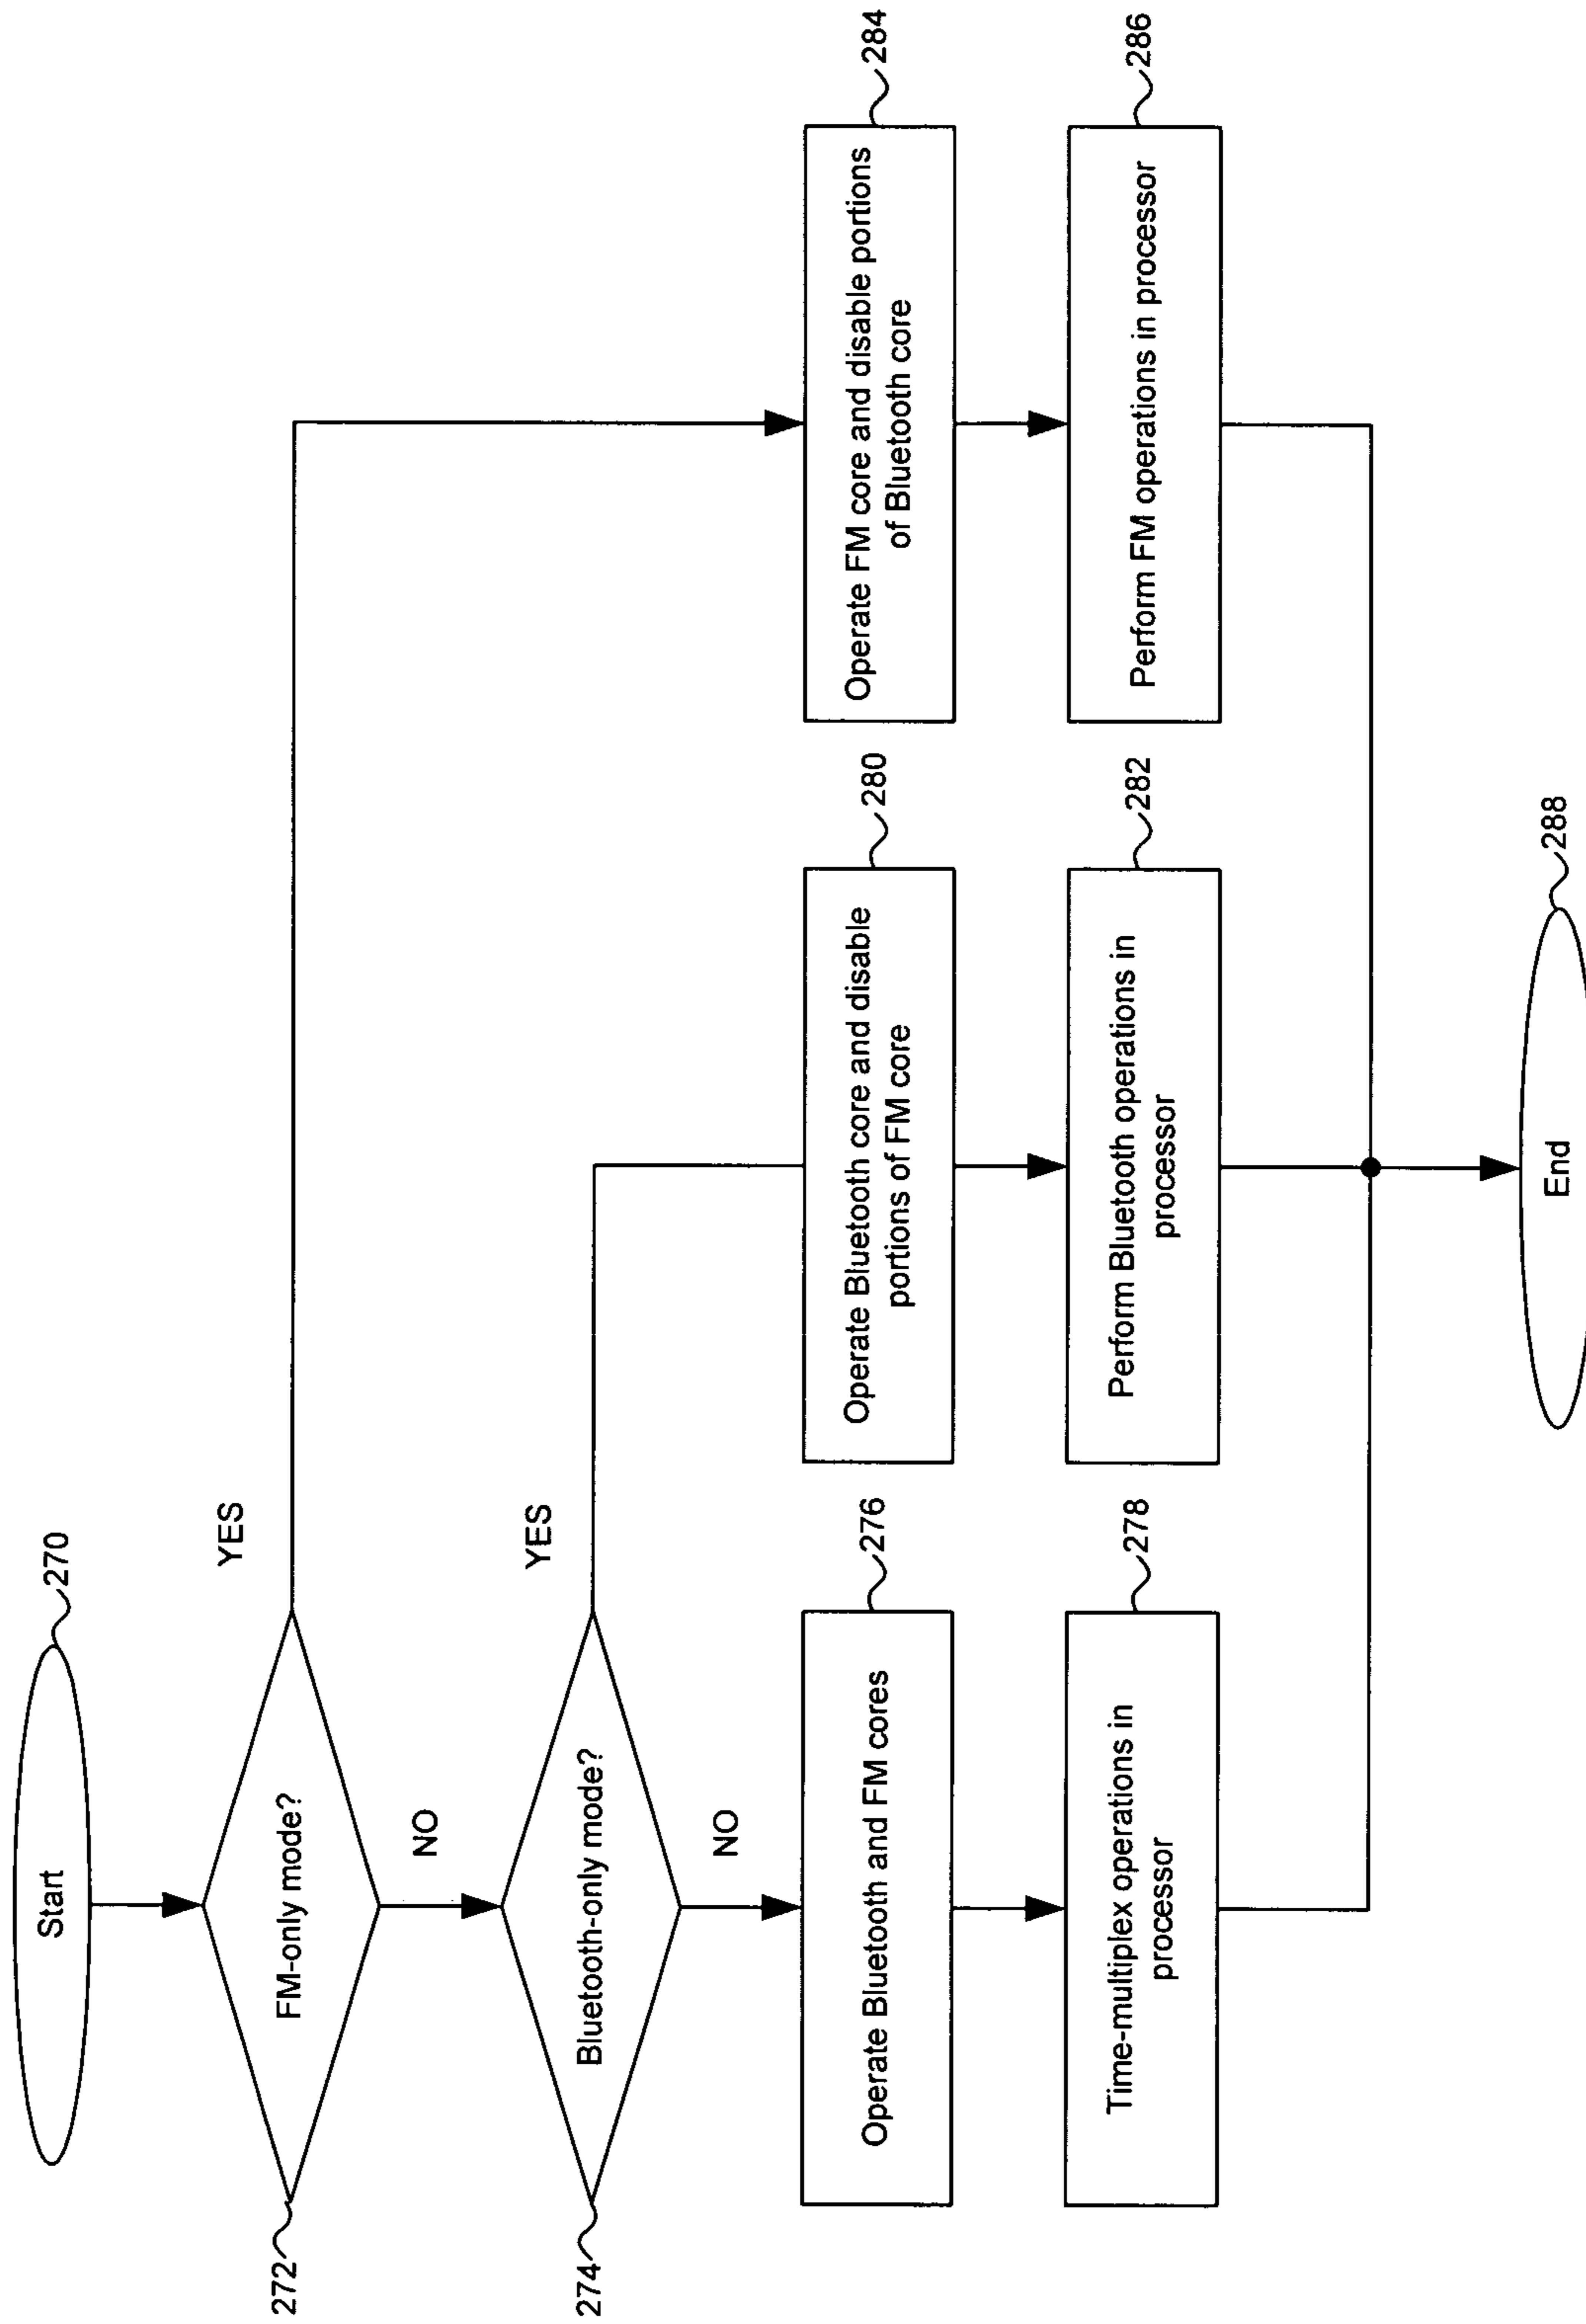 Start
270
FM-only mode?
272
YES
NO
Bluetooth-only mode?
274
YES
NO
Operate Bluetooth and FM cores
276
Operate Bluetooth core and disable
portions of FM core
280
Operate FM core and disable portions
of Bluetooth core
284
Time-multiplex operations in
processor
278
Perform Bluetooth operations in
processor
282
Perform FM operations in processor
286
End
288